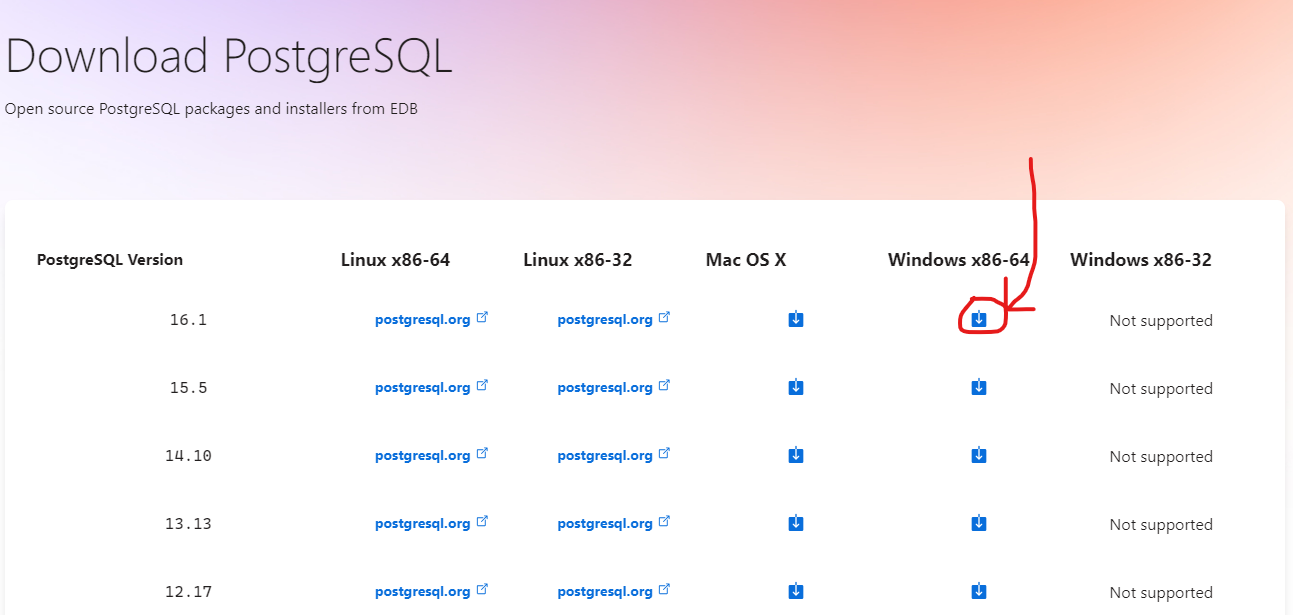 Download PostgreSQL
Open source PostgreSQL packages and installers from EDB
PostgreSQL Version Linux x86-64 Linux x86-32 Mac OS X Windows x86-64 Windows x86-32
16.1 postgresql.org postgresql.org Not supported
15.5 postgresql.org postgresql.org Not supported
14.10 postgresql.org postgresql.org Not supported
13.13 postgresql.org postgresql.org Not supported
12.17 postgresql.org postgresql.org Not supported